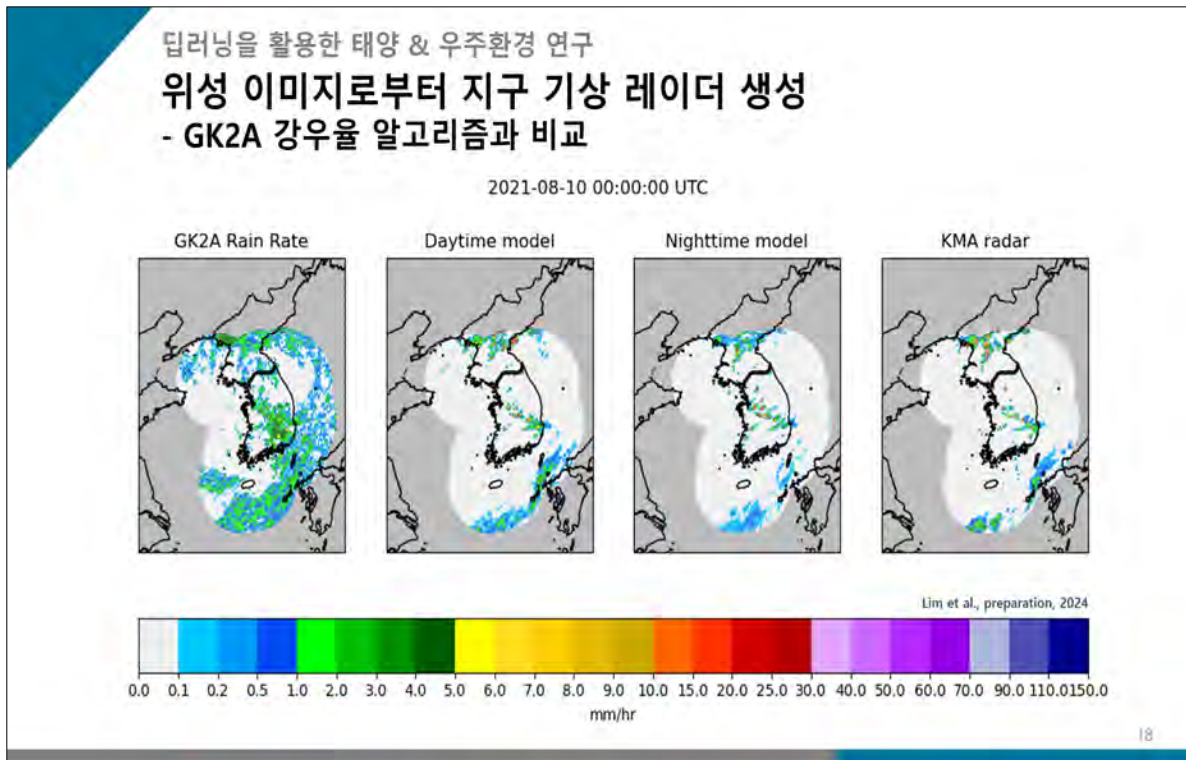 딥러닝을 활용한 태양 & 우주환경 연구
위성 이미지로부터 지구 기상 레이더 생성
- GK2A 강우율 알고리즘과 비교
2021-08-10 00:00:00 UTC
GK2A Rain Rate Daytime model Nighttime model KMA radar
Lim et al., preparation, 2024
0.0 0.1 0.2 0.5 1.0 2.0 3.0 4.0 5.0 6.0 7.0 8.0 9.0 10.0 15.0 20.0 25.0 30.0 40.0 50.0 60.0 70.0 90.0 110.0 150.0
mm/hr
18